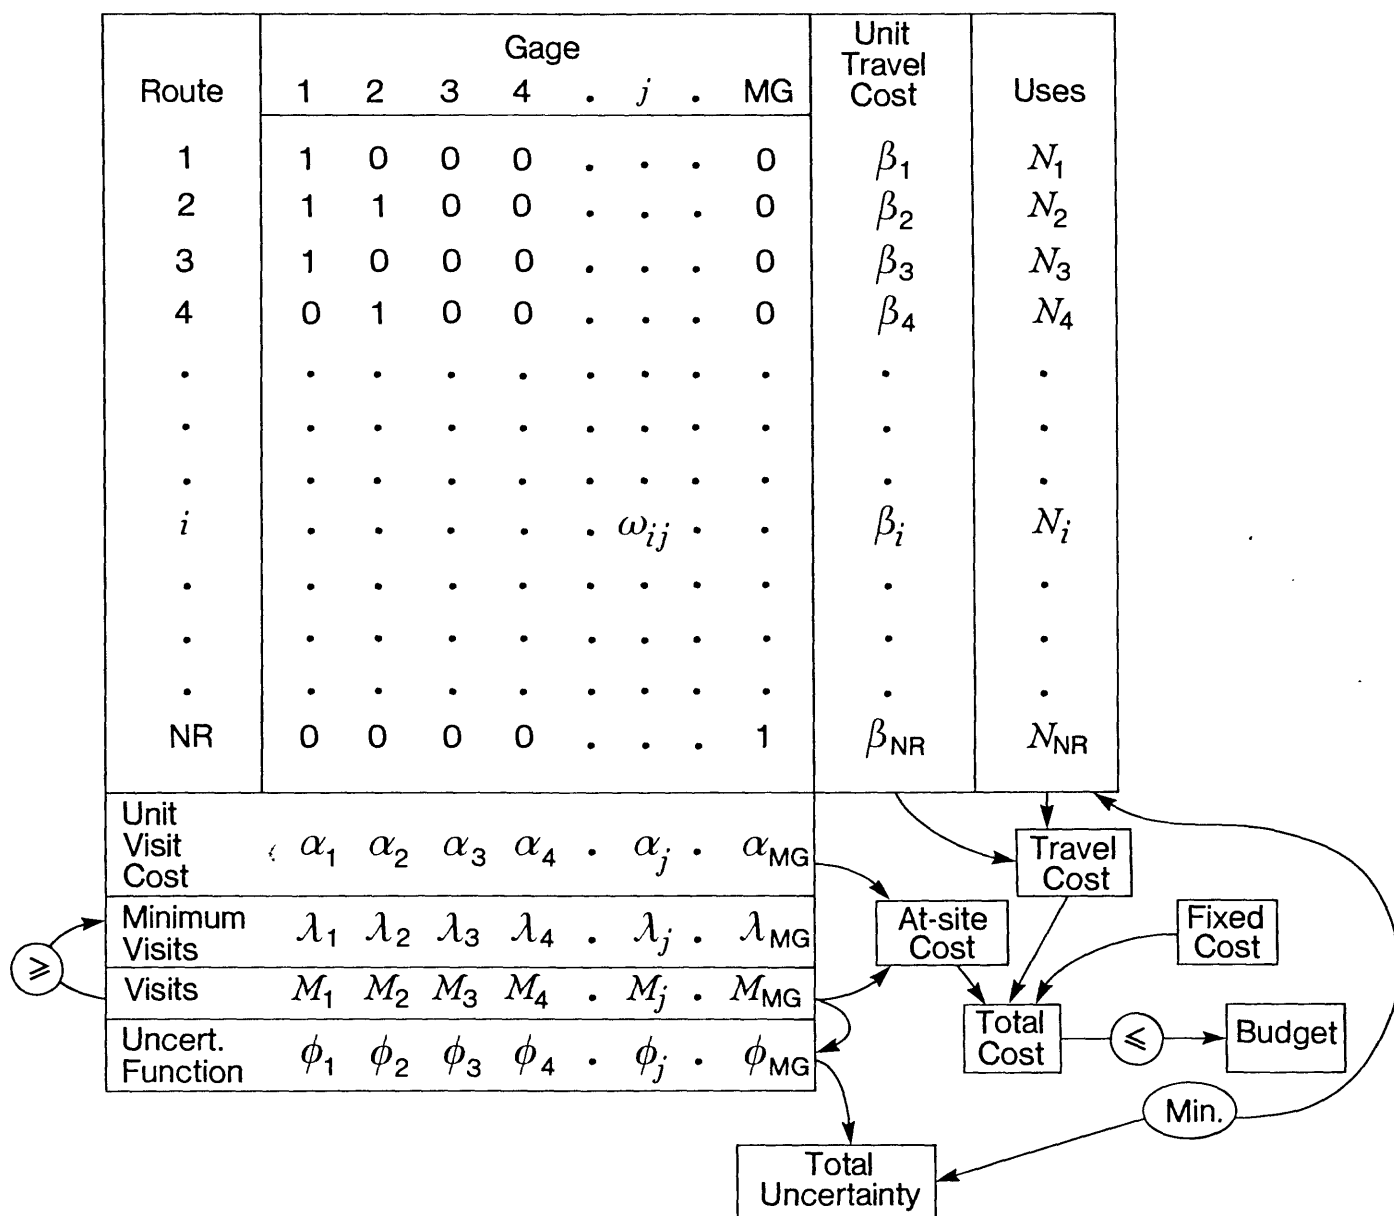 Gage
Unit Travel Cost
Route 1 2 3 4 . j . MG Uses
1 1 0 0 0 . . . 0 β₁ N₁
2 1 1 0 0 . . . 0 β₂ N₂
3 1 0 0 0 . . . 0 β₃ N₃
4 0 1 0 0 . . . 0 β₄ N₄
. . . . . . . . . . .
. . . . . . . . . . .
. . . . . . . . . . .
i . . . . . ωij . . βi Ni
. . . . . . . . . . .
. . . . . . . . . . .
. . . . . . . . . . .
NR 0 0 0 0 . . . 1 βNR NNR
Unit
Visit
Cost
α₁ α₂ α₃ α₄ . αj . αMG
Minimum
Visits
λ₁ λ₂ λ₃ λ₄ . λj . λMG
Visits M₁ M₂ M₃ M₄ . Mj . MMG
Uncert.
Function
ϕ₁ ϕ₂ ϕ₃ ϕ₄ . ϕj . ϕMG
⩾
Travel
Cost
At-site
Cost
Fixed
Cost
Total
Cost
⩽
Budget
Min.
Total
Uncertainty